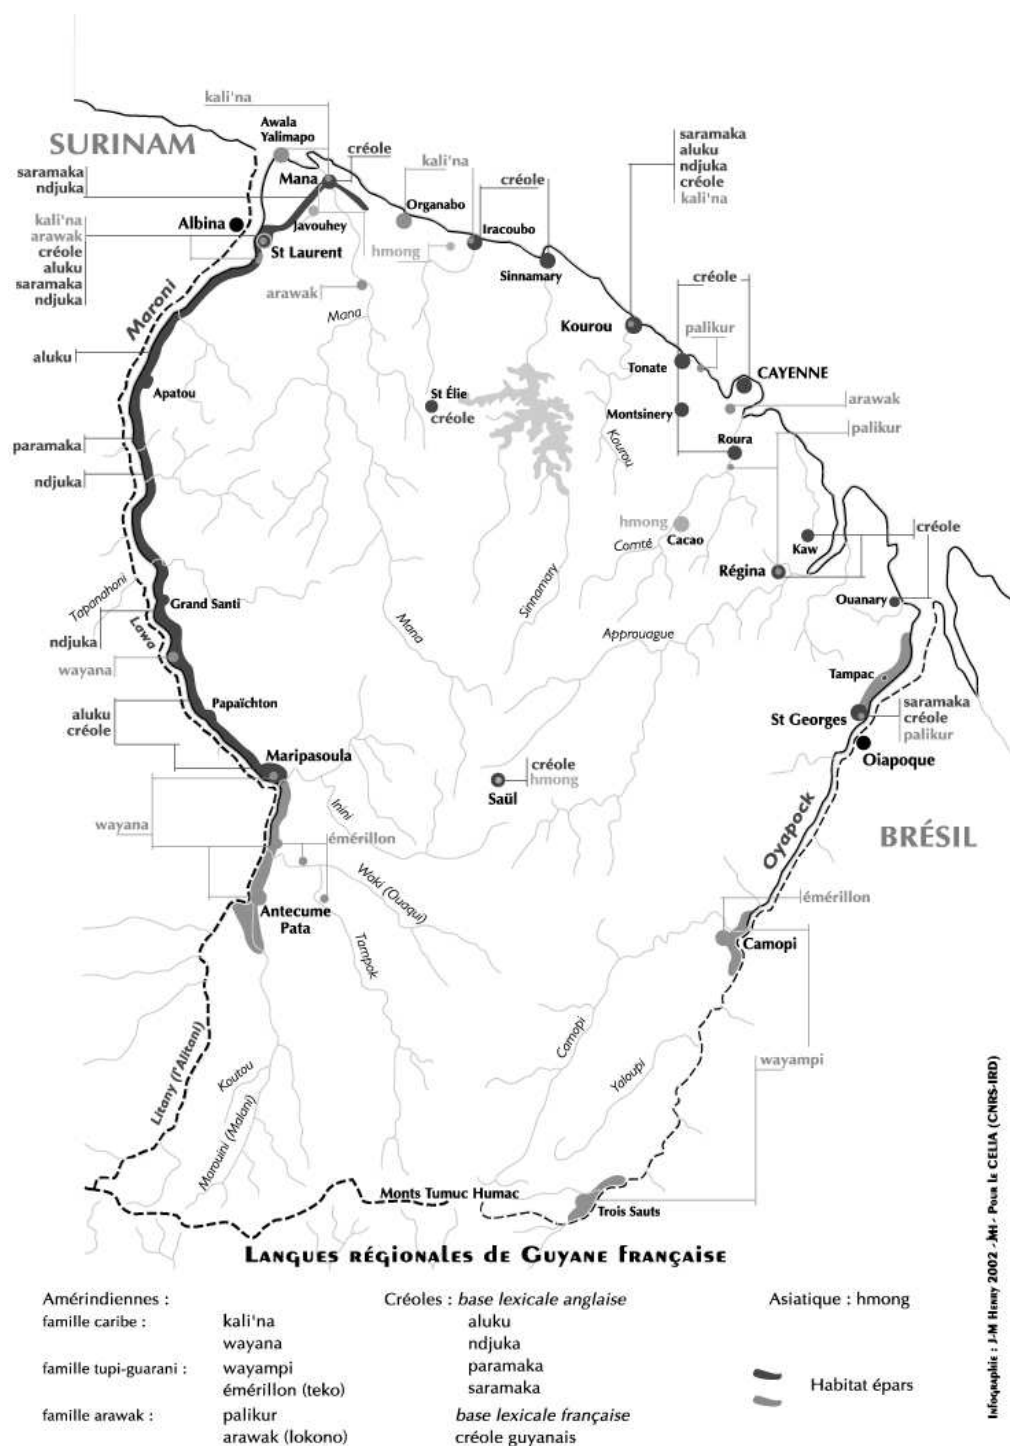 kali'na
Awala
Yalimapo
SURINAM
créole
saramaka
ndjuka
Mana
kali'na
créole
saramaka
aluku
ndjuka
créole
kali'na
Organabo
Albina
Javouhey
Iracoubo
kali'na
arawak
créole
aluku
saramaka
ndjuka
St Laurent
hmong
Sinnamary
créole
arawak
Maroni
Mana
Kourou
palikur
aluku
Tonate
CAYENNE
Apatou
St Élie
créole
Montsinery
arawak
paramaka
Kourou
Roura
palikur
ndjuka
hmong
Cacao
créole
Comté
Kaw
Régina
Tapanahoni
Grand Santi
Sinnamary
Ouanary
Lawa
Mana
Approuague
ndjuka
wayana
Tampac
Papaïchton
aluku
créole
St Georges
saramaka
créole
palikur
Maripasoula
Oiapoque
créole
hmong
Saül
Inini
Oyapock
wayana
émérillon
BRÉSIL
Waki (Ouaqui)
émérillon
Antecume
Pata
Camopi
Tampok
Camopi
Litany (l'Alitani)
Koutou
Yaloupi
wayampi
Marouini (Malani)
Monts Tumuc Humac
Trois Sauts
Langues régionales de Guyane française
Amérindiennes :
famille caribe :
kali'na
wayana
famille tupi-guarani :
wayampi
émérillon (teko)
famille arawak :
palikur
arawak (lokono)
Créoles : base lexicale anglaise
aluku
ndjuka
paramaka
saramaka
base lexicale française
créole guyanais
Asiatique : hmong
Habitat épars
Infographie : J-M Henry 2002 - JMH - Pour le CELIA (CNRS-IRD)